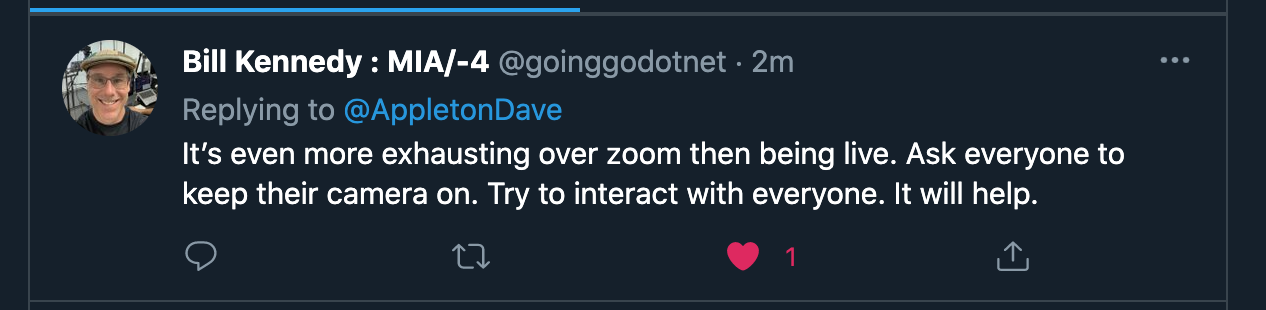 Bill Kennedy : MIA/-4 @goinggodotnet · 2m
Replying to @AppletonDave
It’s even more exhausting over zoom then being live. Ask everyone to
keep their camera on. Try to interact with everyone. It will help.
1